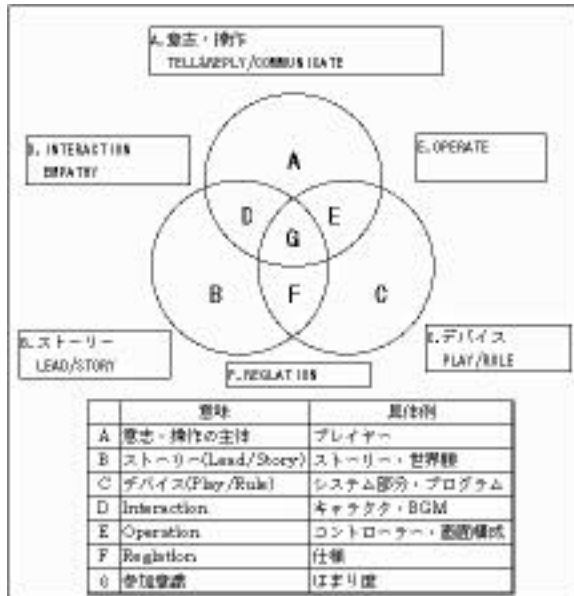 A.意志・操作
TELL&REPLY/COMMUNICATE
D. INTERACTION
EMPATHY
E.OPERATE
A
D
E
G
B
F
C
B.ストーリー
LEAD/STORY
F.REGLATION
デバイス
PLAY/RULE
意味 具体例
A 意志・操作の主体 プレイヤー
B ストーリー(Lead/Story) ストーリー・世界観
C デバイス(Play/Rule) システム部分・プログラム
D Interaction キャラクタ・BGM
E Operation コントローラー・画面構成
F Reglation 仕様
G 参加意識 はまり度